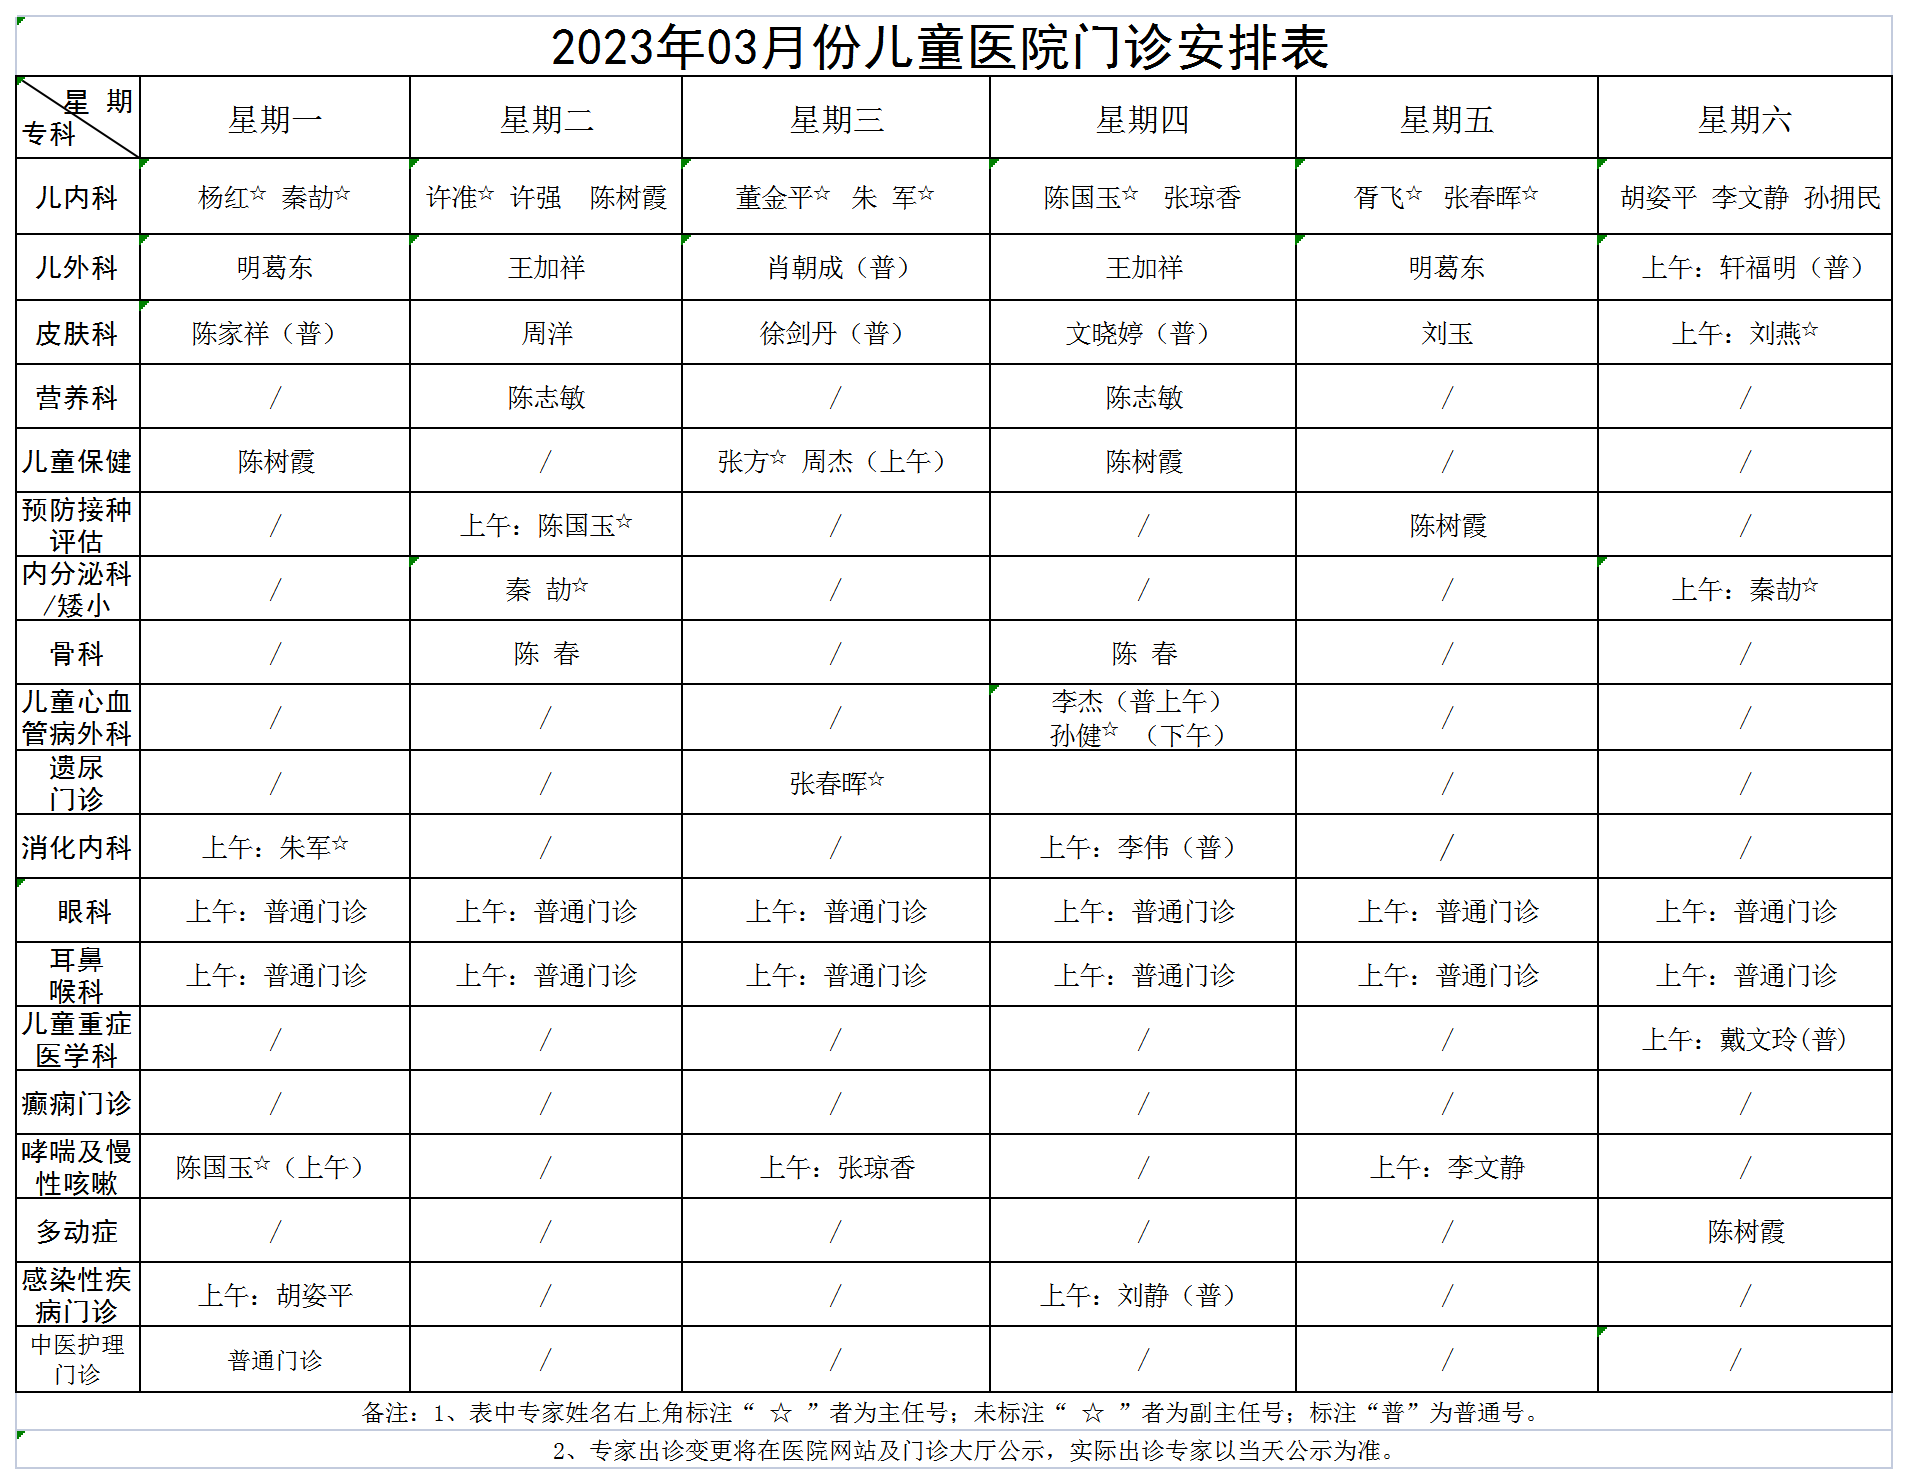 2023年03月份儿童医院门诊安排表
星 期
专科 星期一 星期二 星期三 星期四 星期五 星期六
儿内科 杨红☆ 秦劼☆ 许准☆ 许强 陈树霞 董金平☆ 朱 军☆ 陈国玉☆ 张琼香 胥飞☆ 张春晖☆ 胡姿平 李文静 孙拥民
儿外科 明葛东 王加祥 肖朝成（普） 王加祥 明葛东 上午：轩福明（普）
皮肤科 陈家祥（普） 周洋 徐剑丹（普） 文晓婷（普） 刘玉 上午：刘燕☆
营养科 / 陈志敏 / 陈志敏 / /
儿童保健 陈树霞 / 张方☆ 周杰（上午） 陈树霞 / /
预防接种
评估 / 上午：陈国玉☆ / / 陈树霞 /
内分泌科
/矮小 / 秦 劼☆ / / / 上午：秦劼☆
骨科 / 陈 春 / 陈 春 / /
儿童心血
管病外科 / / / 李杰（普上午）
孙健☆ （下午） / /
遗尿
门诊 / / 张春晖☆ / /
消化内科 上午：朱军☆ / / 上午：李伟（普） / /
眼科 上午：普通门诊 上午：普通门诊 上午：普通门诊 上午：普通门诊 上午：普通门诊 上午：普通门诊
耳鼻
喉科 上午：普通门诊 上午：普通门诊 上午：普通门诊 上午：普通门诊 上午：普通门诊 上午：普通门诊
儿童重症
医学科 / / / / / 上午：戴文玲(普)
癫痫门诊 / / / / / /
哮喘及慢
性咳嗽 陈国玉☆（上午） / 上午：张琼香 / 上午：李文静 /
多动症 / / / / / 陈树霞
感染性疾
病门诊 上午：胡姿平 / / 上午：刘静（普） / /
中医护理
门诊 普通门诊 / / / / /
备注：1、表中专家姓名右上角标注“ ☆ ”者为主任号；未标注“ ☆ ”者为副主任号；标注“普”为普通号。
2、专家出诊变更将在医院网站及门诊大厅公示，实际出诊专家以当天公示为准。